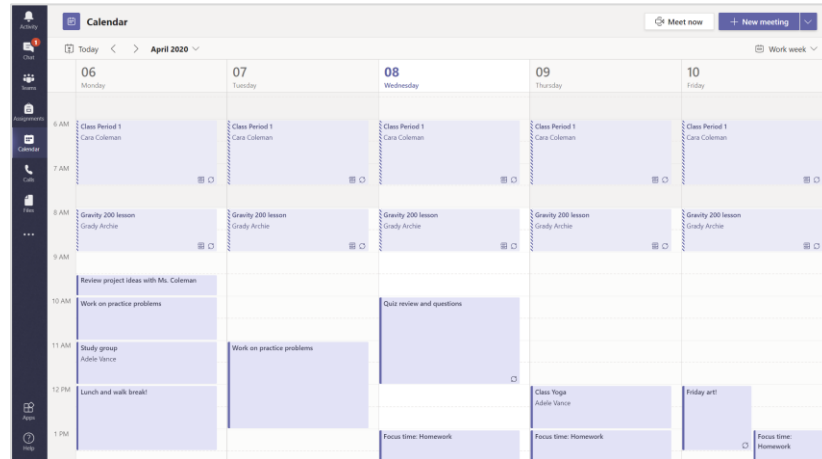 Activity
Calendar
Meet now
New meeting
1
Chat
Today
April 2020
Work week
Teams
06
Monday
07
Tuesday
08
Wednesday
09
Thursday
10
Friday
Assignments
Calendar
Calls
Files
Apps
Help
6 AM
Class Period 1
Cara Coleman
Class Period 1
Cara Coleman
Class Period 1
Cara Coleman
Class Period 1
Cara Coleman
Class Period 1
Cara Coleman
7 AM
8 AM
Gravity 200 lesson
Grady Archie
Gravity 200 lesson
Grady Archie
Gravity 200 lesson
Grady Archie
Gravity 200 lesson
Grady Archie
Gravity 200 lesson
Grady Archie
9 AM
Review project ideas with Ms. Coleman
10 AM
Work on practice problems
Quiz review and questions
11 AM
Study group
Adele Vance
Work on practice problems
12 PM
Lunch and walk break!
Class Yoga
Adele Vance
Friday art!
1 PM
Focus time: Homework
Focus time: Homework
Focus time:
Homework